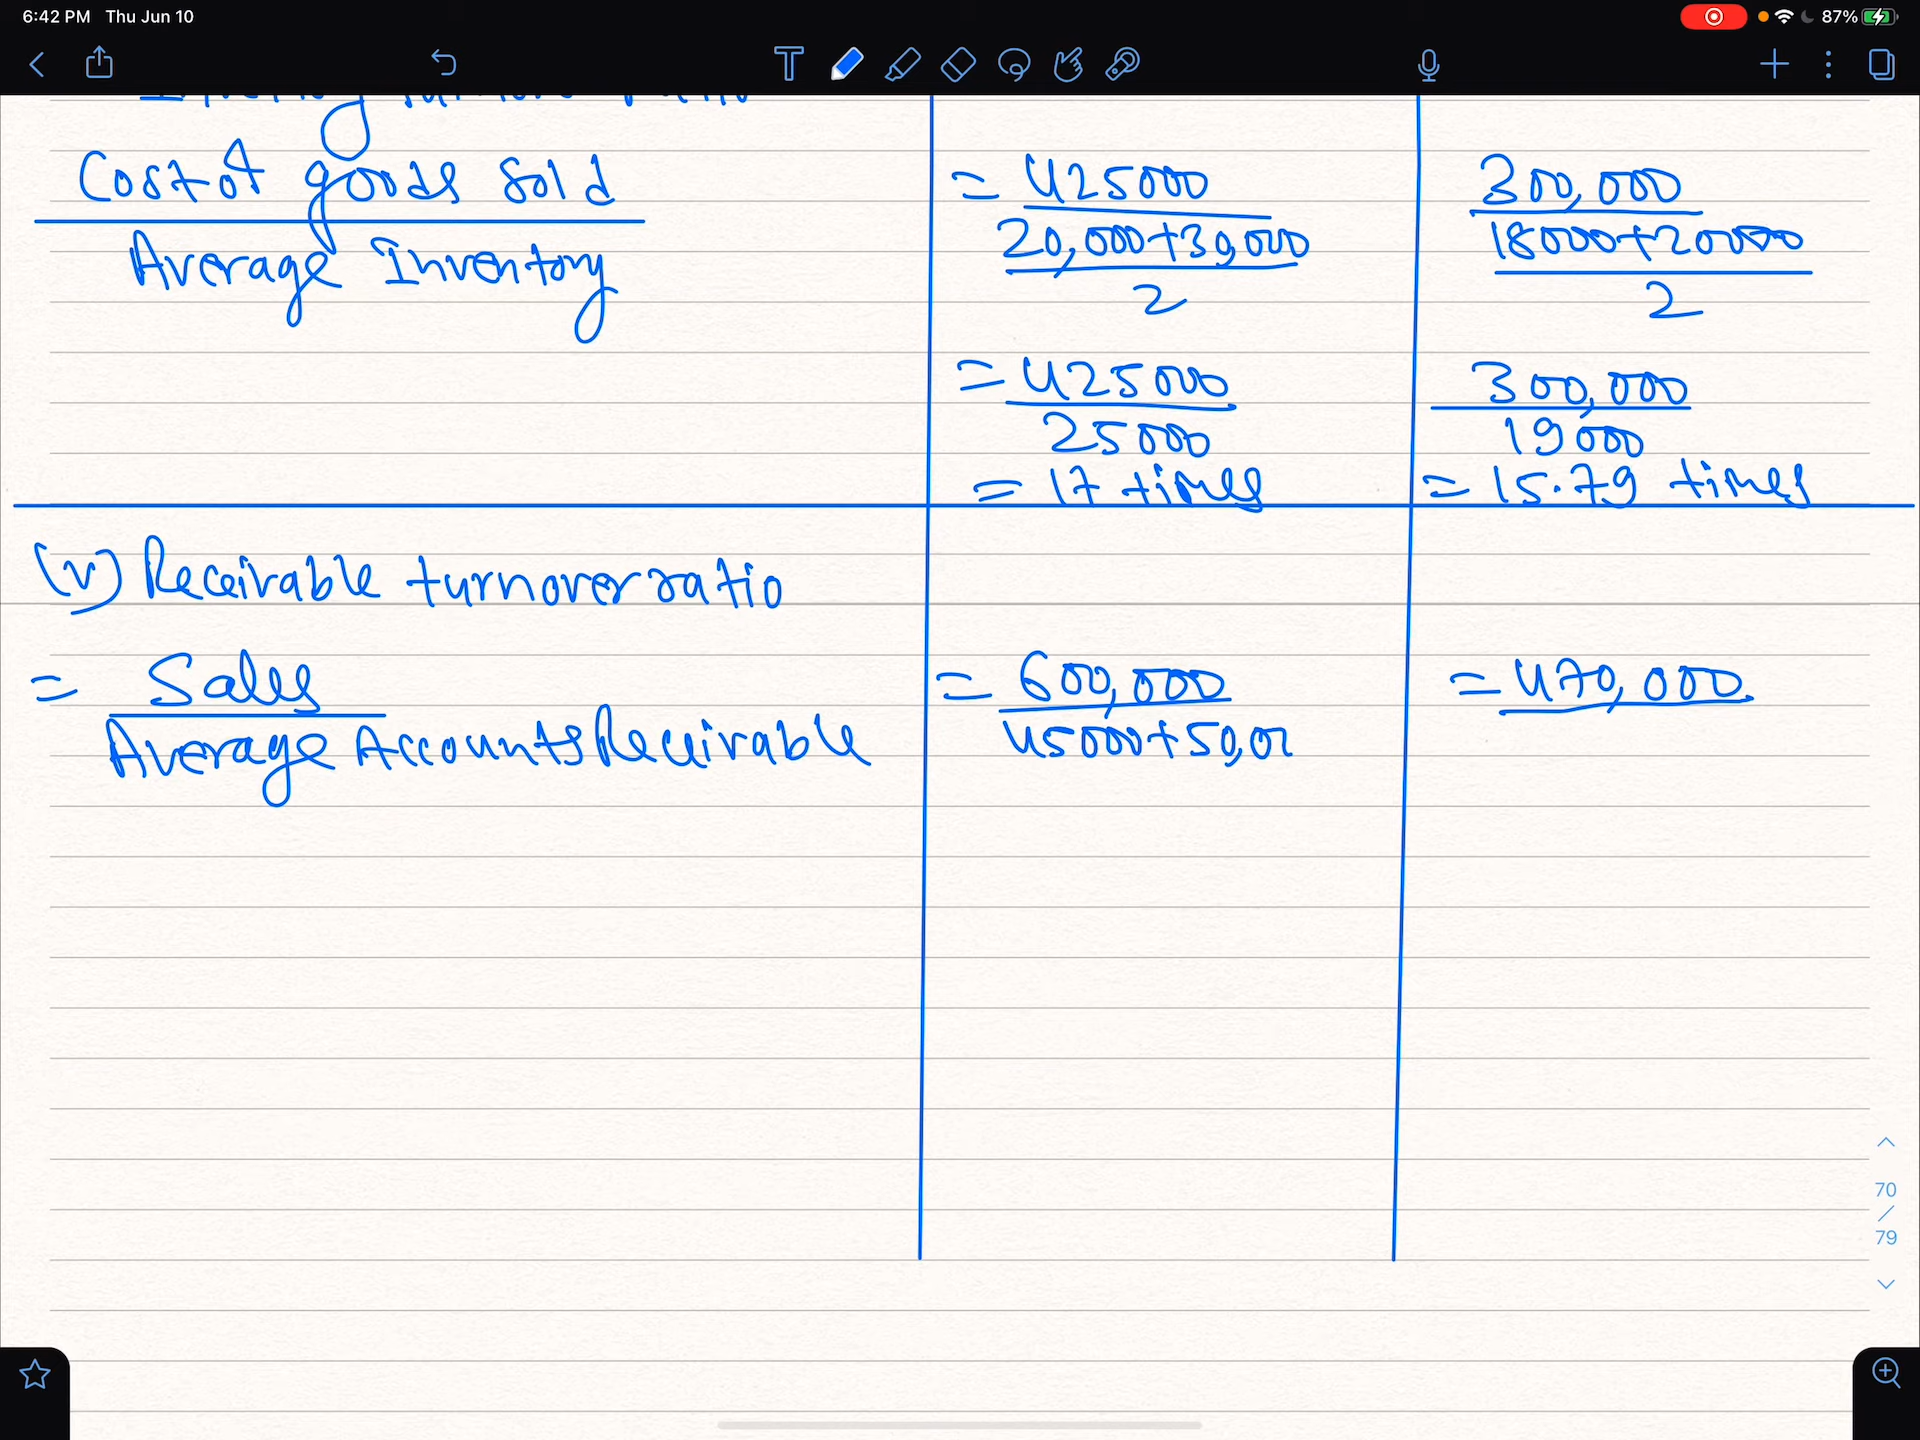 6:42 PM Thu Jun 10
87%
Cost of goods sold
Average Inventory
= 425000
20,000+30,000
2
= 425000
25000
= 17 times
300,000
18000+20000
2
300,000
19000
= 15.79 times
(v) Receivable turnover ratio
= Sales
Average Accounts Receivable
= 600,000
45000+50,00
= 470,000
70
/
79